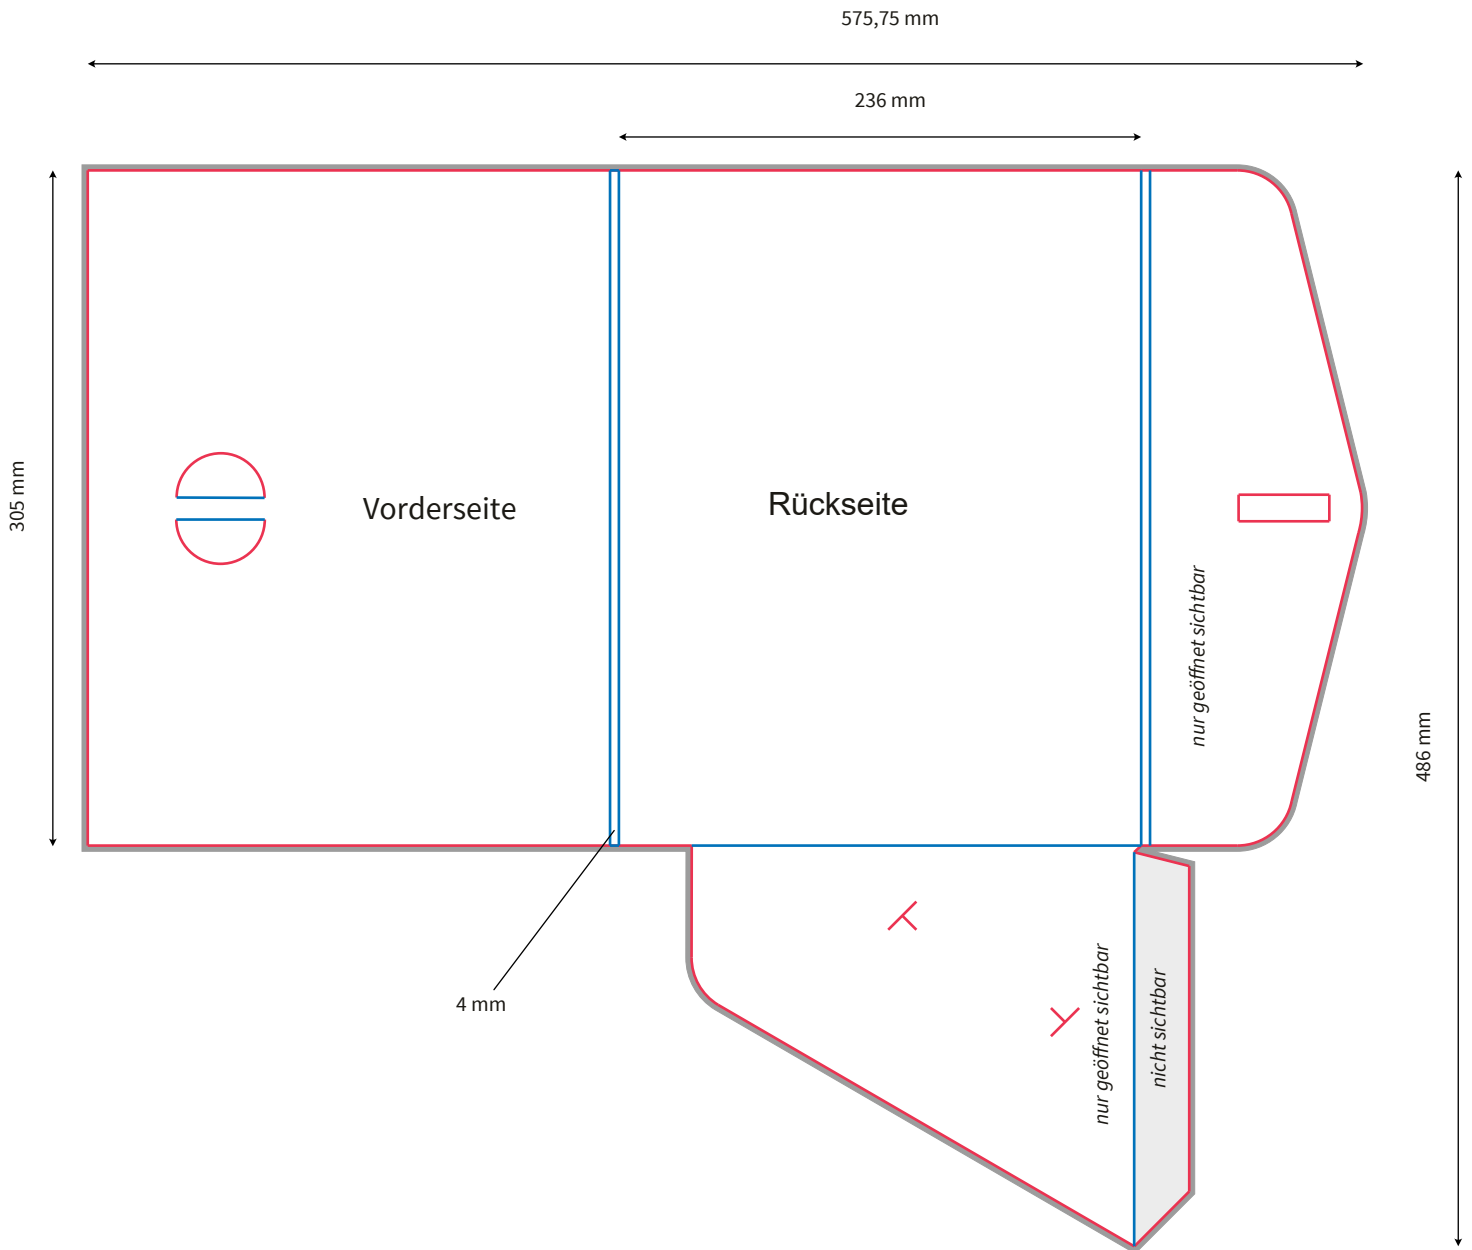 575,75 mm
236 mm
305 mm
Vorderseite
Rückseite
nur geöffnet sichtbar
486 mm
4 mm
nur geöffnet sichtbar
nicht sichtbar